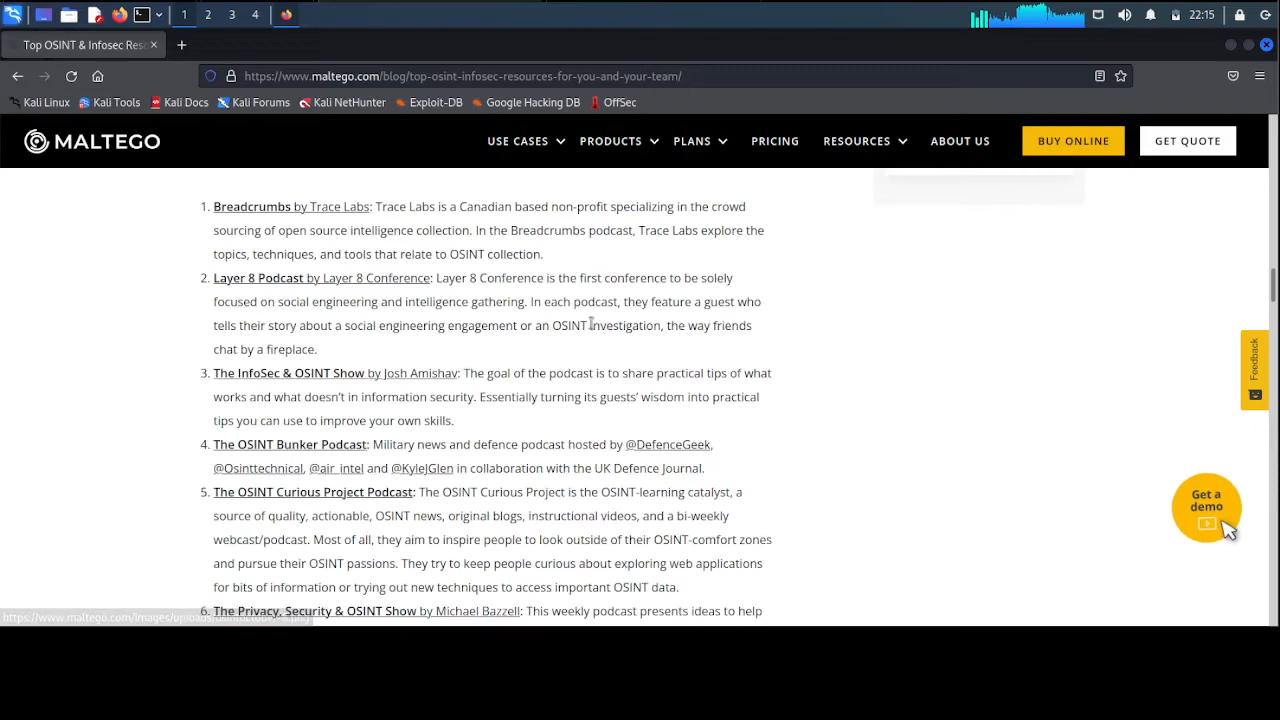 1 2 3 4 22:15
Top OSINT & Infosec Reso
https://www.maltego.com/blog/top-osint-infosec-resources-for-you-and-your-team/
Kali Linux Kali Tools Kali Docs Kali Forums Kali NetHunter Exploit-DB Google Hacking DB OffSec
MALTEGO USE CASES PRODUCTS PLANS PRICING RESOURCES ABOUT US BUY ONLINE GET QUOTE
1. Breadcrumbs by Trace Labs: Trace Labs is a Canadian based non-profit specializing in the crowd
sourcing of open source intelligence collection. In the Breadcrumbs podcast, Trace Labs explore the
topics, techniques, and tools that relate to OSINT collection.
2. Layer 8 Podcast by Layer 8 Conference: Layer 8 Conference is the first conference to be solely
focused on social engineering and intelligence gathering. In each podcast, they feature a guest who
tells their story about a social engineering engagement or an OSINT investigation, the way friends
chat by a fireplace.
3. The InfoSec & OSINT Show by Josh Amishav: The goal of the podcast is to share practical tips of what
works and what doesn't in information security. Essentially turning its guests' wisdom into practical
tips you can use to improve your own skills.
4. The OSINT Bunker Podcast: Military news and defence podcast hosted by @DefenceGeek,
@Osinttechnical, @air_intel and @KyleJGlen in collaboration with the UK Defence Journal.
5. The OSINT Curious Project Podcast: The OSINT Curious Project is the OSINT-learning catalyst, a
source of quality, actionable, OSINT news, original blogs, instructional videos, and a bi-weekly
webcast/podcast. Most of all, they aim to inspire people to look outside of their OSINT-comfort zones
and pursue their OSINT passions. They try to keep people curious about exploring web applications
for bits of information or trying out new techniques to access important OSINT data.
6. The Privacy, Security & OSINT Show by Michael Bazzell: This weekly podcast presents ideas to help
Feedback
Get a
demo